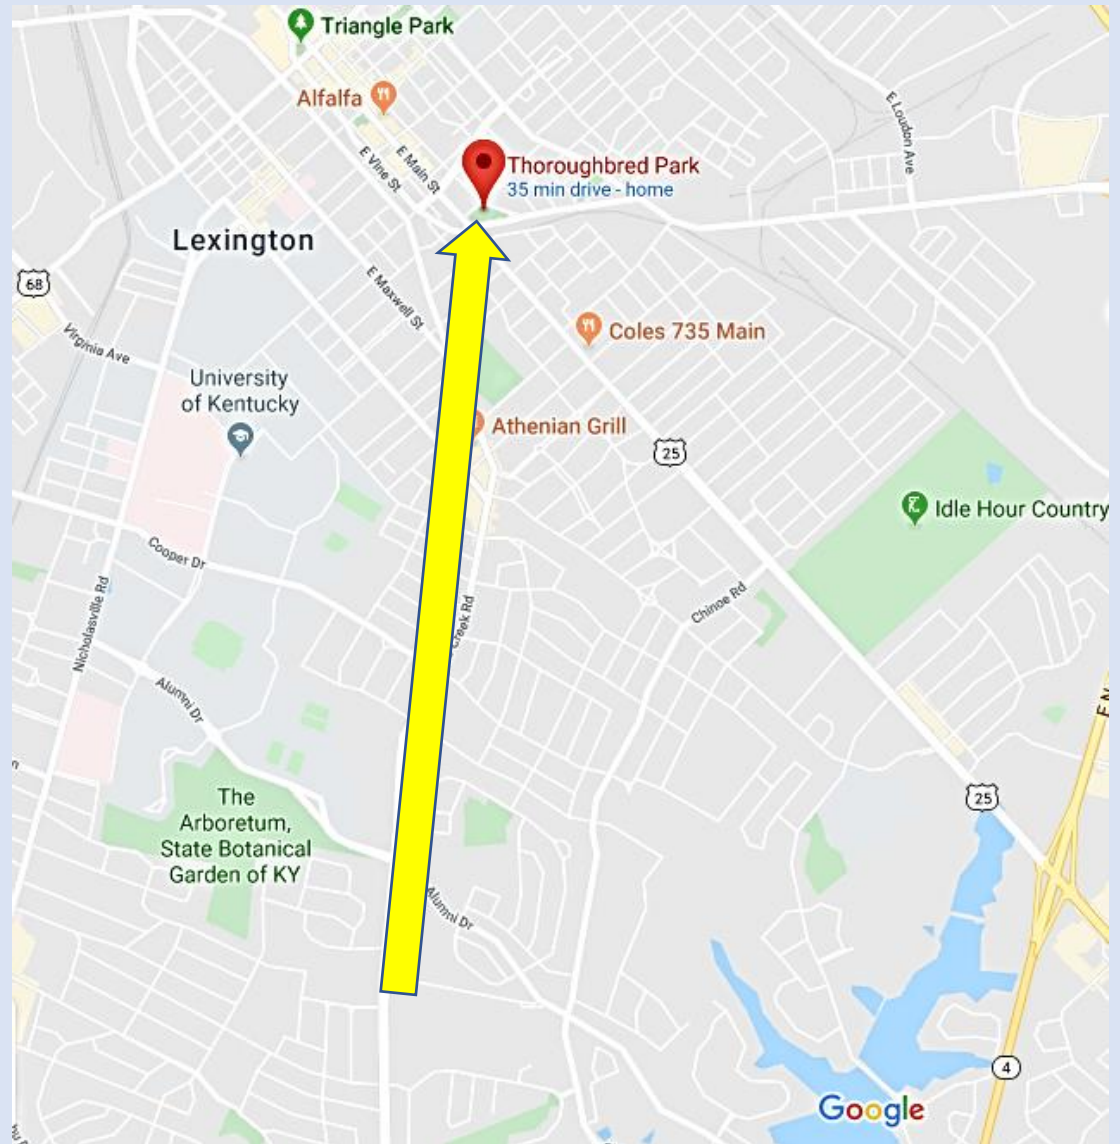 Triangle Park
Alfalfa
E Loudon Ave
E Vine St
E Main St
Thoroughbred Park
35 min drive - home
Lexington
68
E Maxwell St
Virginia Ave
Coles 735 Main
University
of Kentucky
Athenian Grill
25
Idle Hour Country
Cooper Dr
Nicholasville Rd
Creek Rd
Chinoe Rd
Alumni Dr
The
Arboretum,
State Botanical
Garden of KY
25
Alumni Dr
4
Google